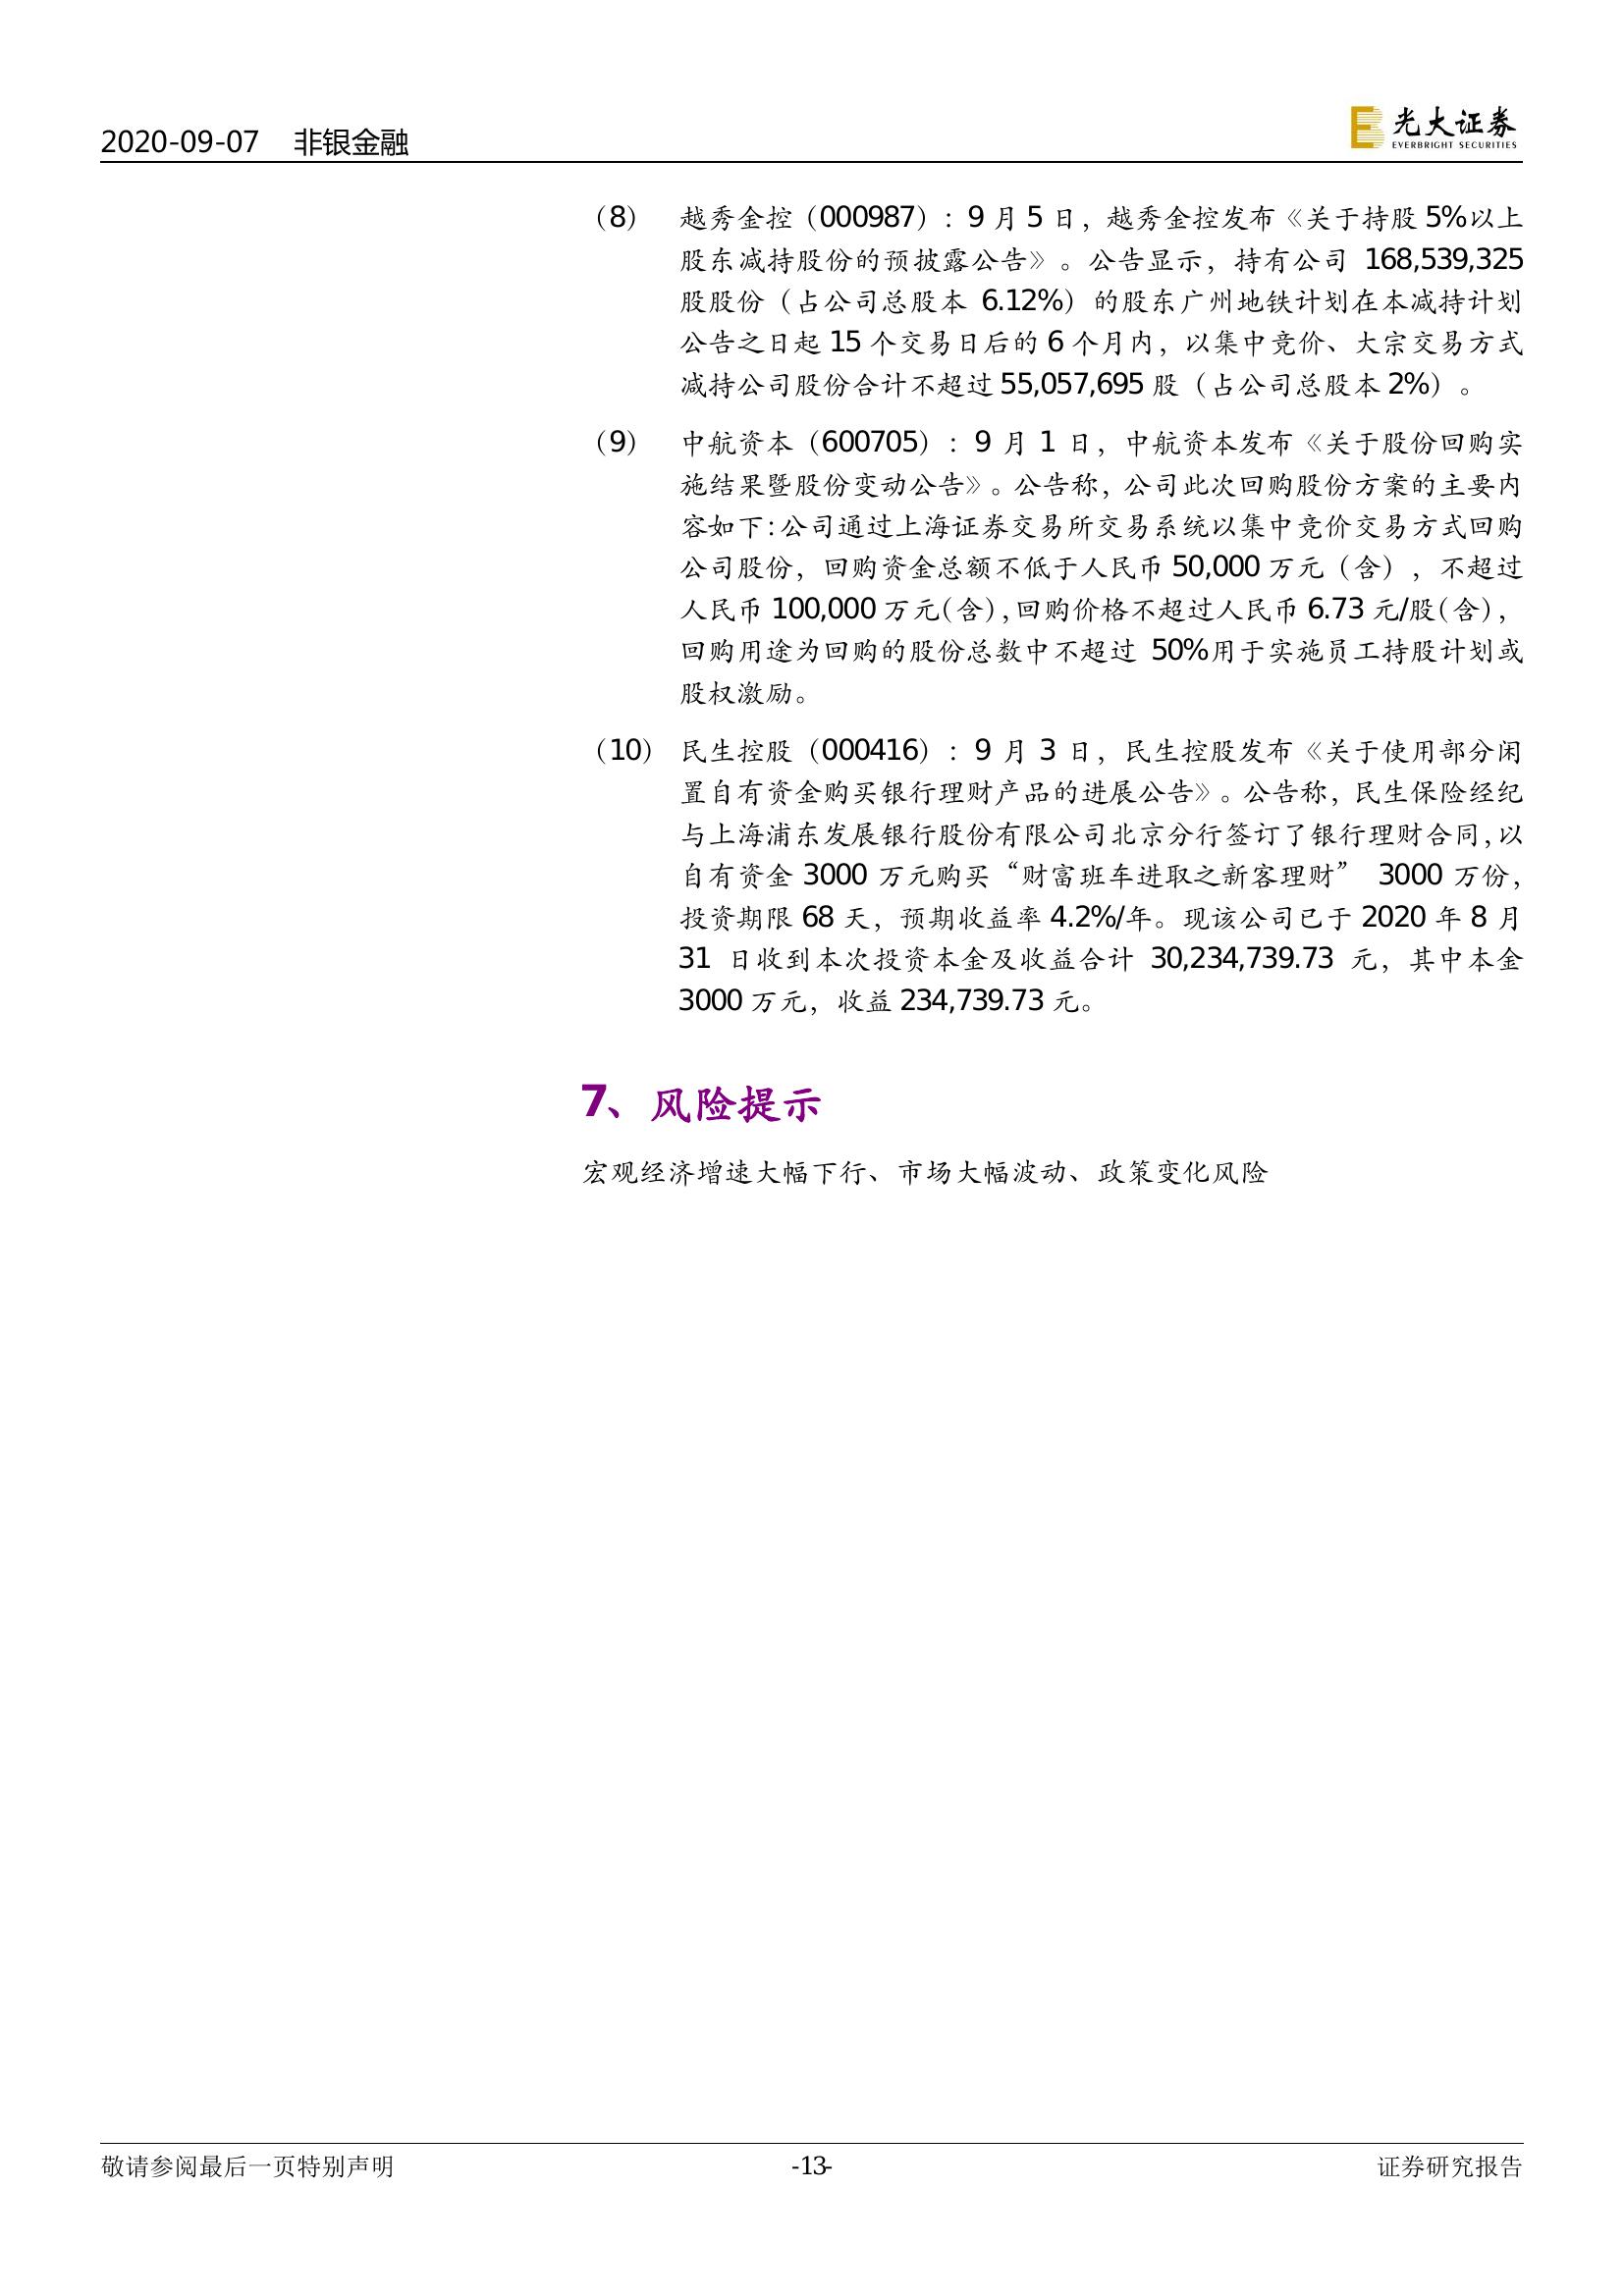 2020-09-07 非银金融
光大证券
EVERBRIGHT SECURITIES
（8） 越秀金控（000987）：9 月 5 日，越秀金控发布《关于持股 5%以上
股东减持股份的预披露公告》。公告显示，持有公司 168,539,325
股股份（占公司总股本 6.12%）的股东广州地铁计划在本减持计划
公告之日起 15 个交易日后的 6 个月内，以集中竞价、大宗交易方式
减持公司股份合计不超过 55,057,695 股（占公司总股本 2%）。
（9） 中航资本（600705）：9 月 1 日，中航资本发布《关于股份回购实
施结果暨股份变动公告》。公告称，公司此次回购股份方案的主要内
容如下：公司通过上海证券交易所交易系统以集中竞价交易方式回购
公司股份，回购资金总额不低于人民币 50,000 万元（含），不超过
人民币 100,000 万元（含），回购价格不超过人民币 6.73 元/股（含），
回购用途为回购的股份总数中不超过 50%用于实施员工持股计划或
股权激励。
（10） 民生控股（000416）：9 月 3 日，民生控股发布《关于使用部分闲
置自有资金购买银行理财产品的进展公告》。公告称，民生保险经纪
与上海浦东发展银行股份有限公司北京分行签订了银行理财合同，以
自有资金 3000 万元购买“财富班车进取之新客理财” 3000 万份，
投资期限 68 天，预期收益率 4.2%/年。现该公司已于 2020 年 8 月
31 日收到本次投资本金及收益合计 30,234,739.73 元，其中本金
3000 万元，收益 234,739.73 元。
7、风险提示
宏观经济增速大幅下行、市场大幅波动、政策变化风险
敬请参阅最后一页特别声明 -13- 证券研究报告